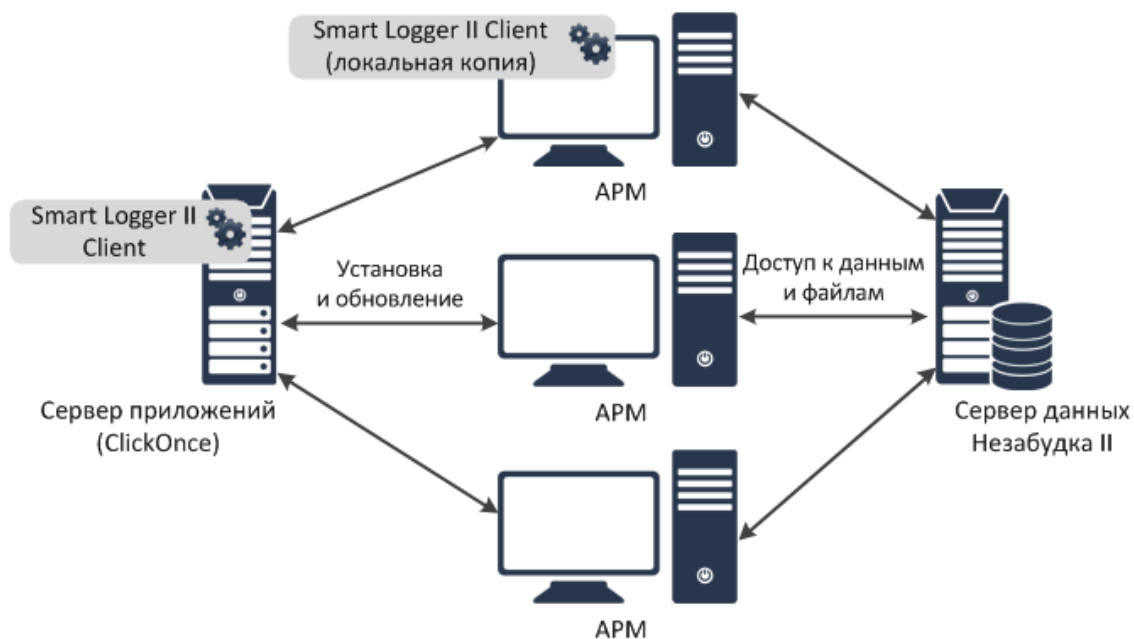 Smart Logger II Client
(локальная копия)
АРМ
Smart Logger II
Client
Установка
и обновление
Доступ к данным
и файлам
Сервер приложений
(ClickOnce)
АРМ
Сервер данных
Незабудка II
АРМ